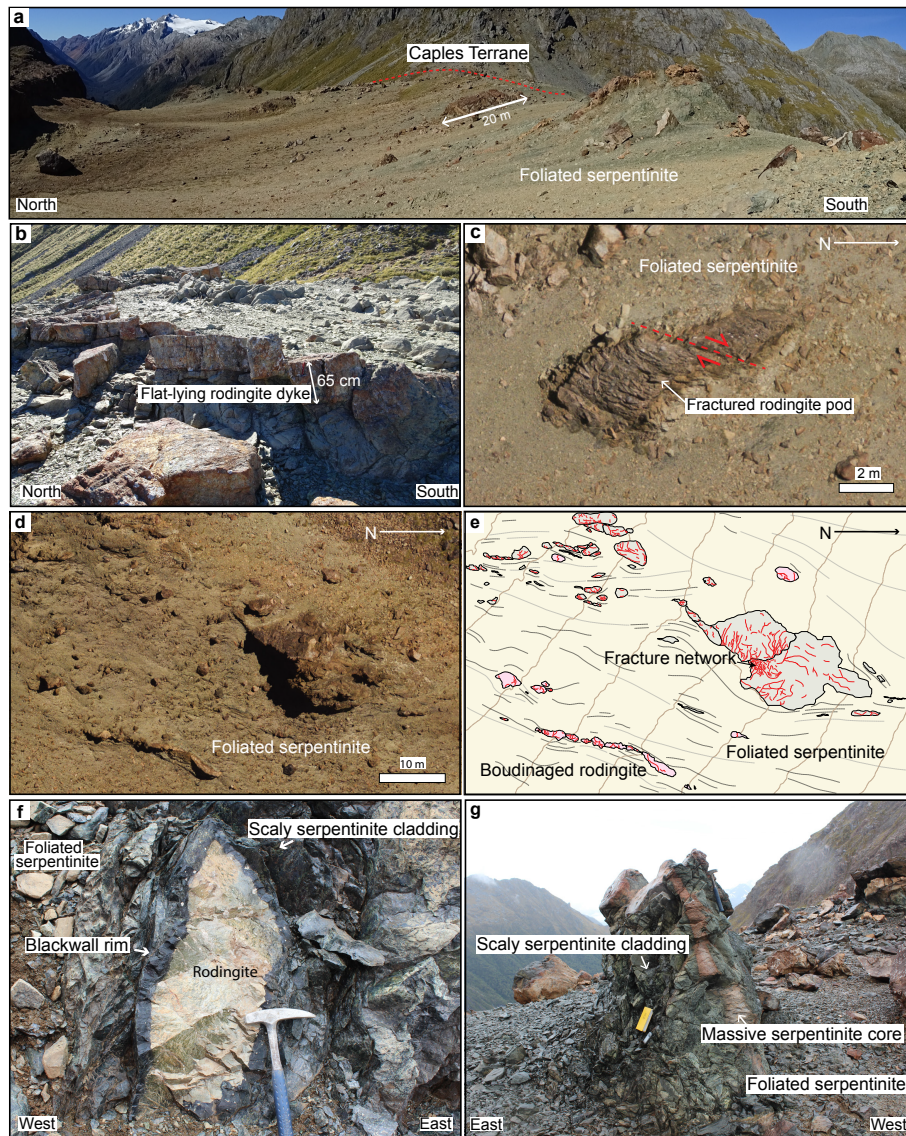 a
Caples Terrane
20 m
Foliated serpentinite
North
South
b
65 cm
Flat-lying rodingite dyke
North
South
c
N
Foliated serpentinite
Fractured rodingite pod
2 m
d
N
Foliated serpentinite
10 m
e
N
Fracture network
Foliated serpentinite
Boudinaged rodingite
f
Foliated
serpentinite
Scaly serpentinite cladding
Blackwall rim
Rodingite
West
East
g
Scaly serpentinite cladding
Massive serpentinite core
Foliated serpentinite
East
West